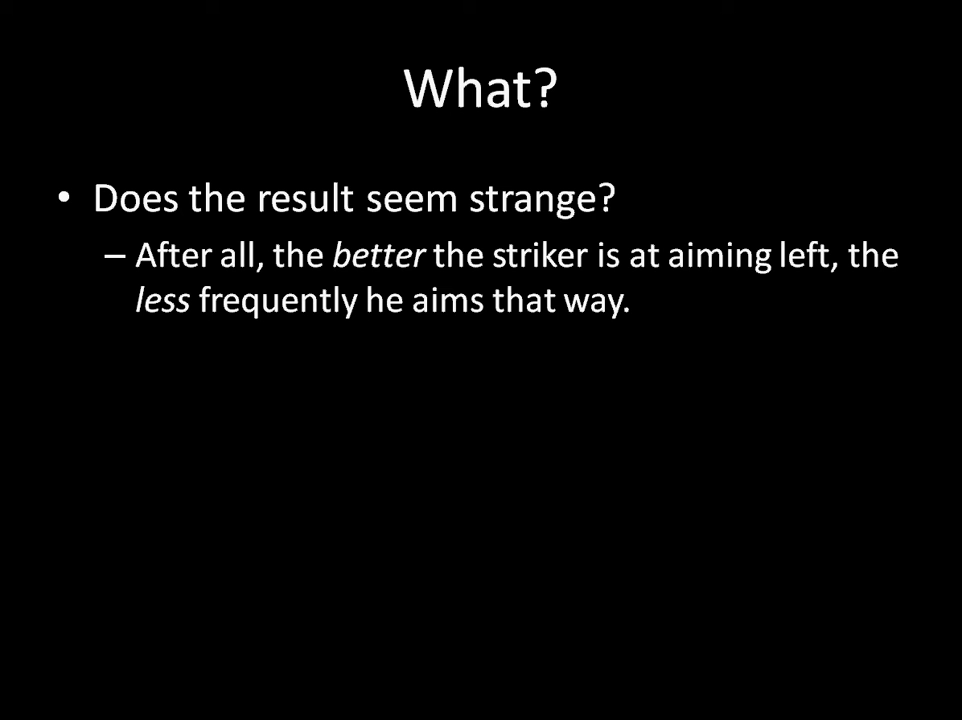 What?
• Does the result seem strange?
– After all, the better the striker is at aiming left, the
less frequently he aims that way.